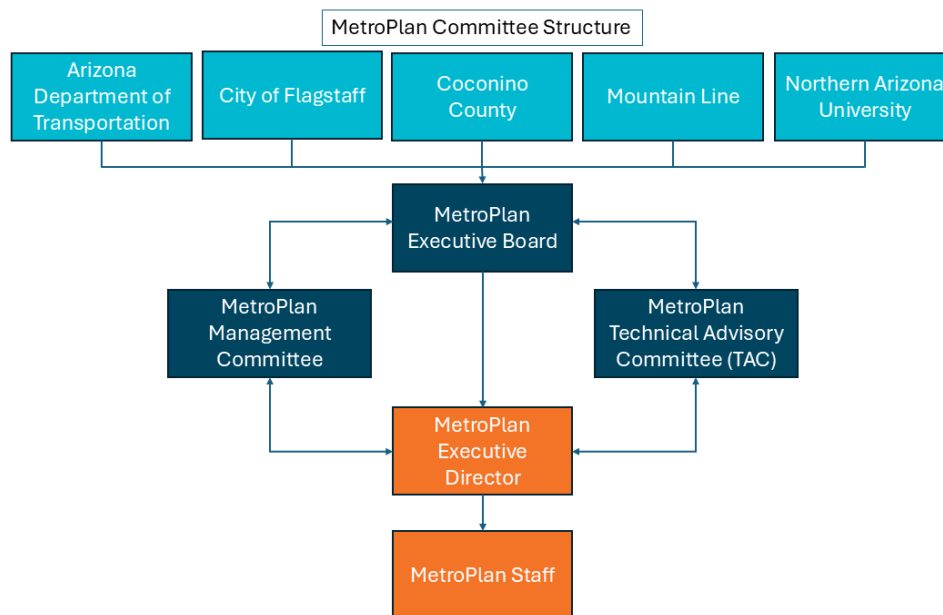 MetroPlan Committee Structure
Arizona
Department of
Transportation
City of Flagstaff
Coconino
County
Mountain Line
Northern Arizona
University
MetroPlan
Executive Board
MetroPlan
Management
Committee
MetroPlan
Technical Advisory
Committee (TAC)
MetroPlan
Executive
Director
MetroPlan Staff